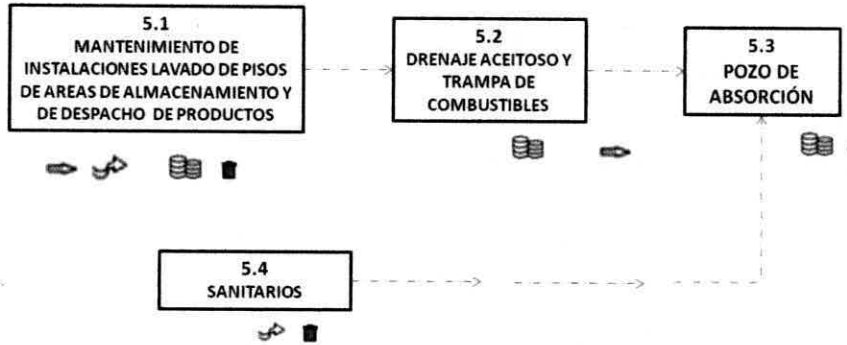 5.1
MANTENIMIENTO DE
INSTALACIONES LAVADO DE PISOS
DE AREAS DE ALMACENAMIENTO Y
DE DESPACHO DE PRODUCTOS
5.2
DRENAJE ACEITOSO Y
TRAMPA DE
COMBUSTIBLES
5.3
POZO DE
ABSORCIÓN
5.4
SANITARIOS